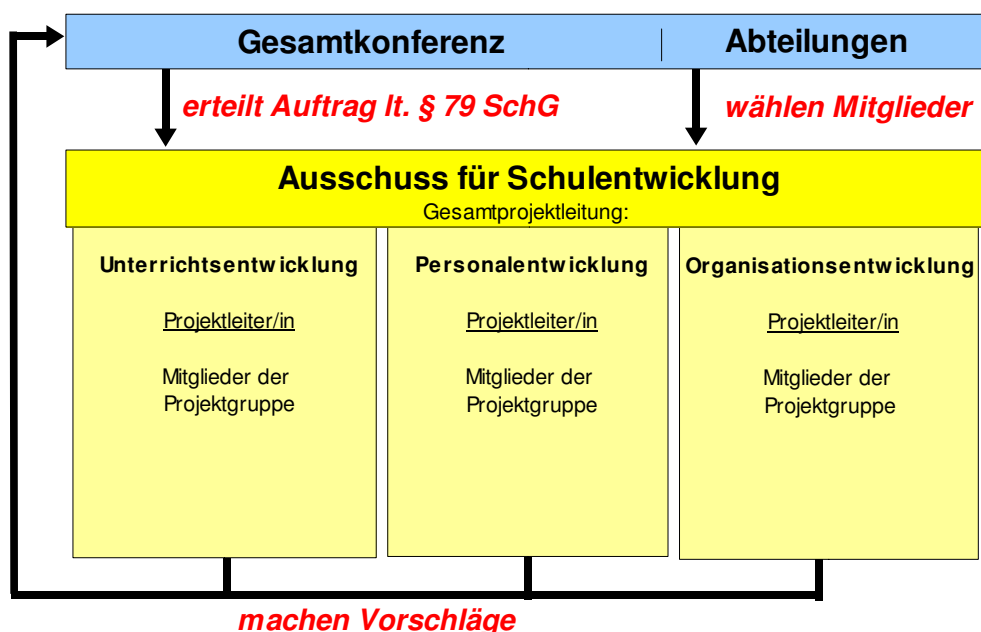 Gesamtkonferenz Abteilungen
erteilt Auftrag lt. § 79 SchG wählen Mitglieder
Ausschuss für Schulentwicklung
Gesamtprojektleitung:
Unterrichtsentwicklung
Projektleiter/in
Mitglieder der
Projektgruppe
Personalentwicklung
Projektleiter/in
Mitglieder der
Projektgruppe
Organisationsentwicklung
Projektleiter/in
Mitglieder der
Projektgruppe
machen Vorschläge